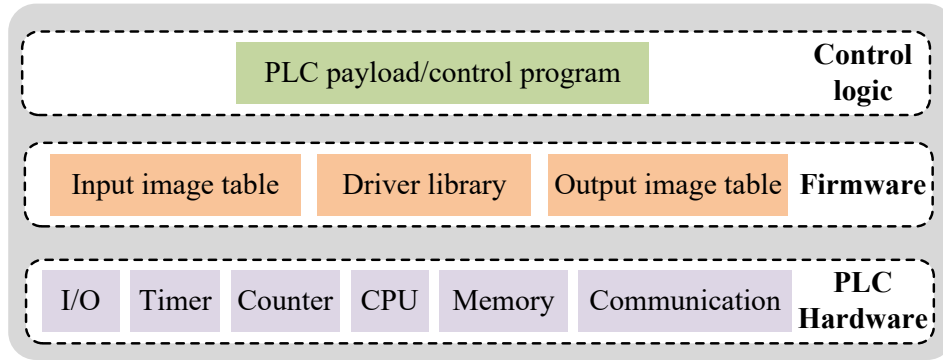 PLC payload/control program
Control
logic
Input image table
Driver library
Output image table
Firmware
I/O
Timer
Counter
CPU
Memory
Communication
PLC
Hardware